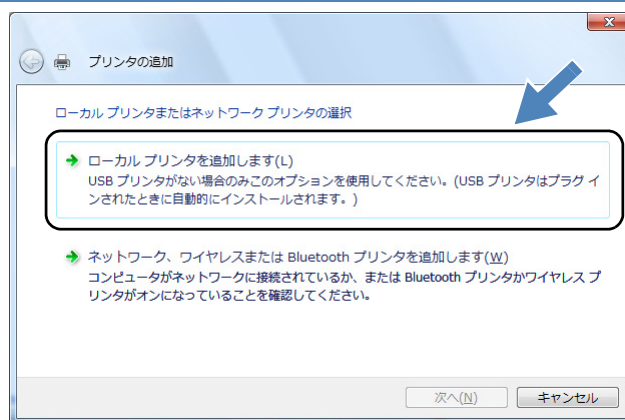 プリンタの追加
ローカル プリンタまたはネットワーク プリンタの選択
ローカル プリンタを追加します(L)
USB プリンタがない場合のみこのオプションを使用してください。(USB プリンタはプラグ イ
ンされたときに自動的にインストールされます。)
ネットワーク、ワイヤレスまたは Bluetooth プリンタを追加します(W)
コンピュータがネットワークに接続されているか、または Bluetooth プリンタかワイヤレス プ
リンタがオンになっていることを確認してください。
次へ(N)
キャンセル